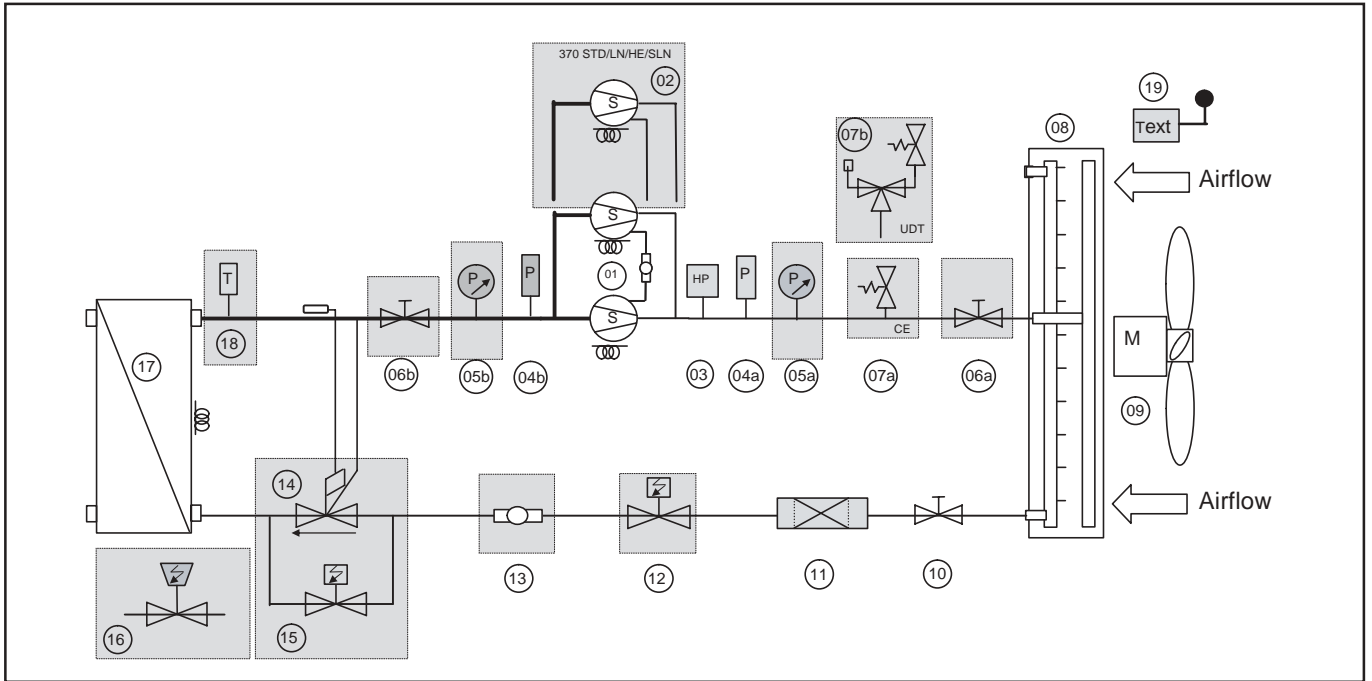 370 STD/LN/HE/SLN
02
S
19
Text
08
Airflow
07b
UDT
S
01
S
T
18
P
05b
P
04b
06b
HP
03
P
04a
P
05a
CE
07a
06a
M
09
17
14
15
16
13
12
11
10
Airflow